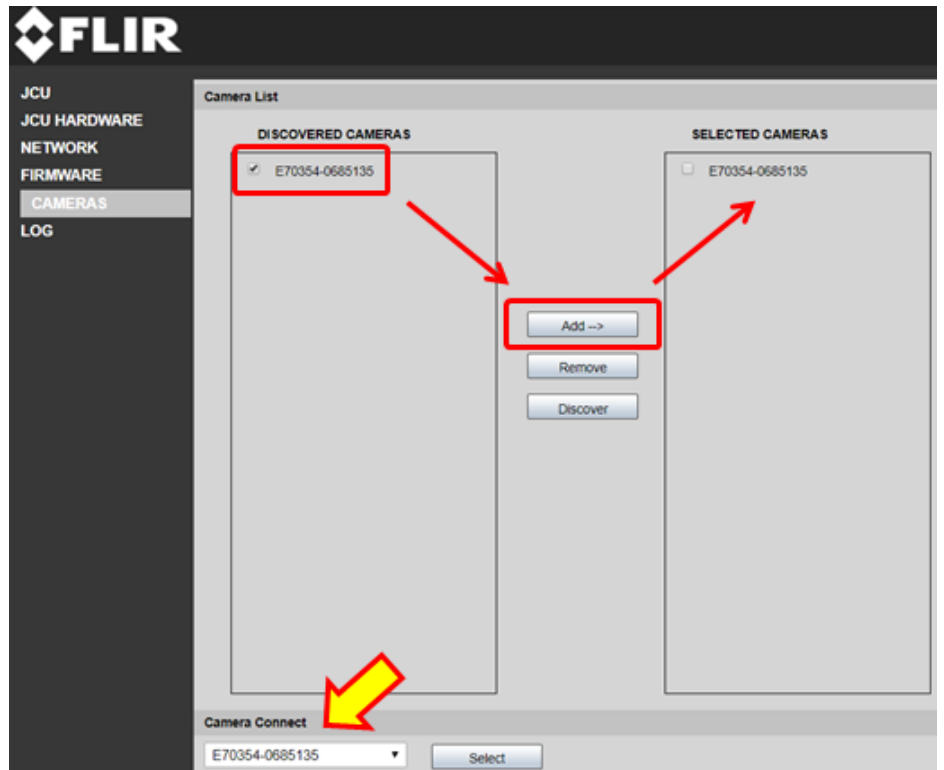 FLIR
JCU
JCU HARDWARE
NETWORK
FIRMWARE
CAMERAS
LOG
Camera List
DISCOVERED CAMERAS
E70354-0685135
Add -->
Remove
Discover
SELECTED CAMERAS
E70354-0685135
Camera Connect
E70354-0685135
Select